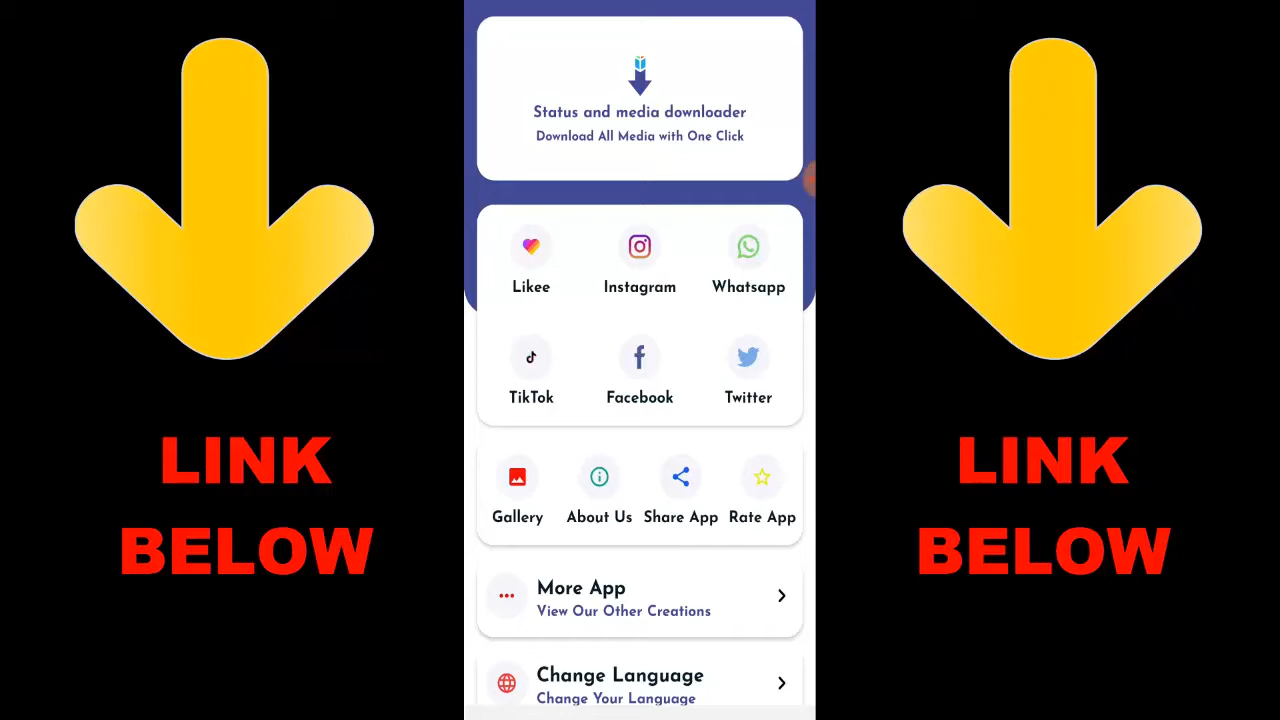 Status and media downloader
Download All Media with One Click
Likee Instagram Whatsapp
TikTok Facebook Twitter
LINK
BELOW
Gallery About Us Share App Rate App
More App
View Our Other Creations
Change Language
Change Your Language
LINK
BELOW